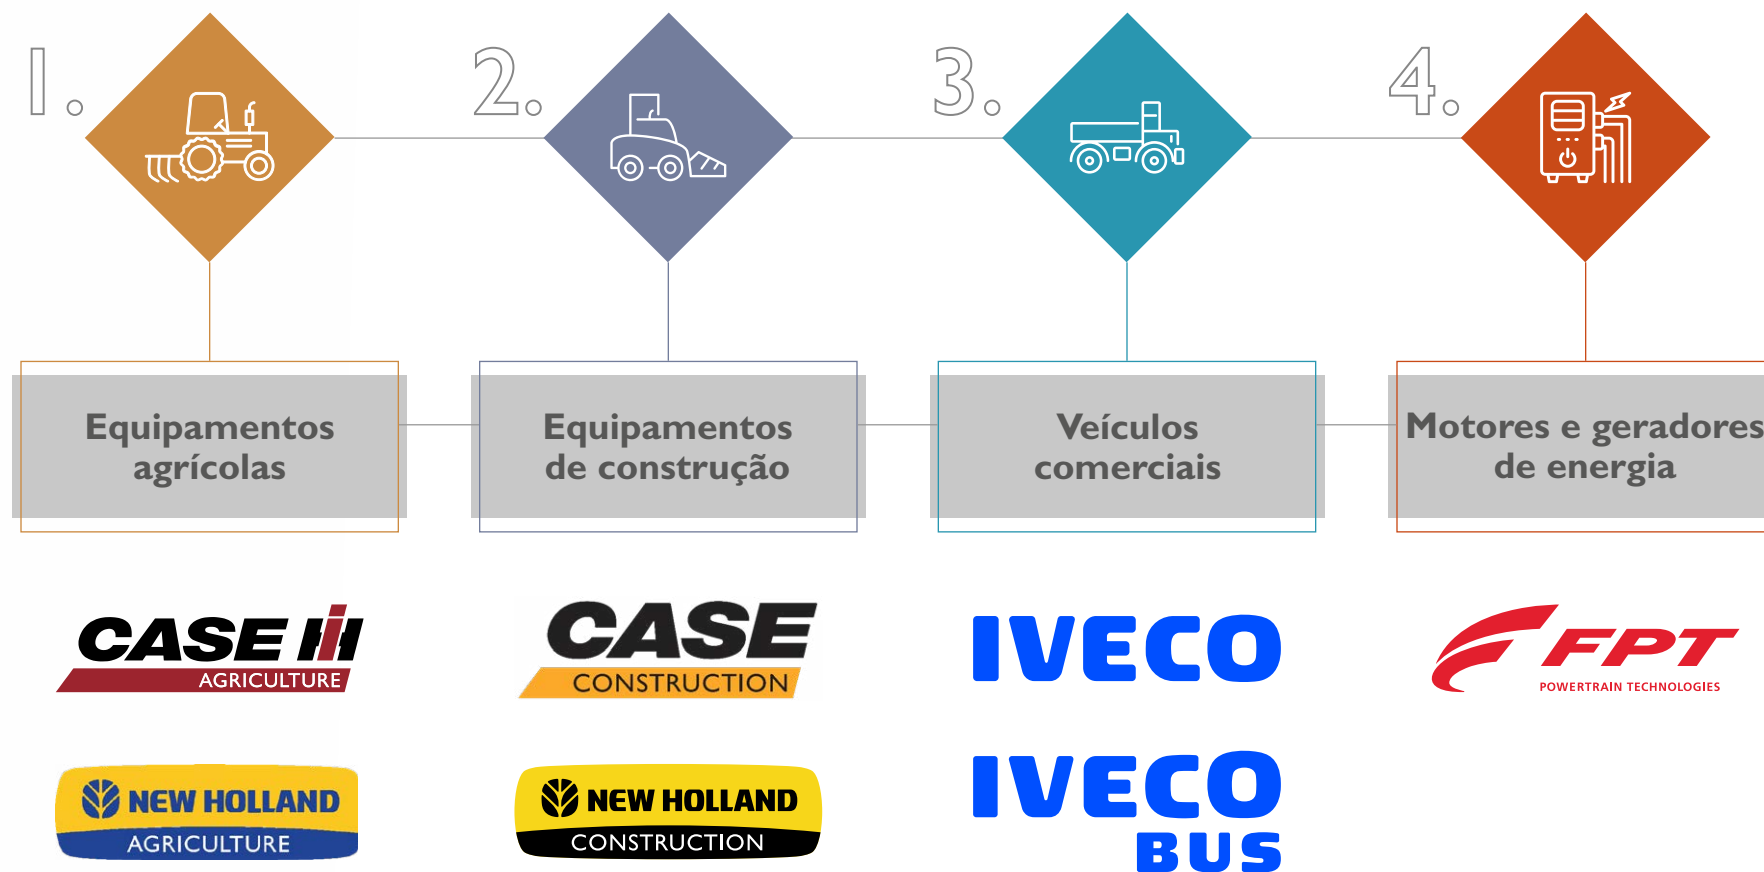 1.
2.
3.
4.
Equipamentos
agrícolas
Equipamentos
de construção
Veículos
comerciais
Motores e geradores
de energia
CASE IH
AGRICULTURE
CASE
CONSTRUCTION
IVECO
FPT
POWERTRAIN TECHNOLOGIES
NEW HOLLAND
AGRICULTURE
NEW HOLLAND
CONSTRUCTION
IVECO
BUS